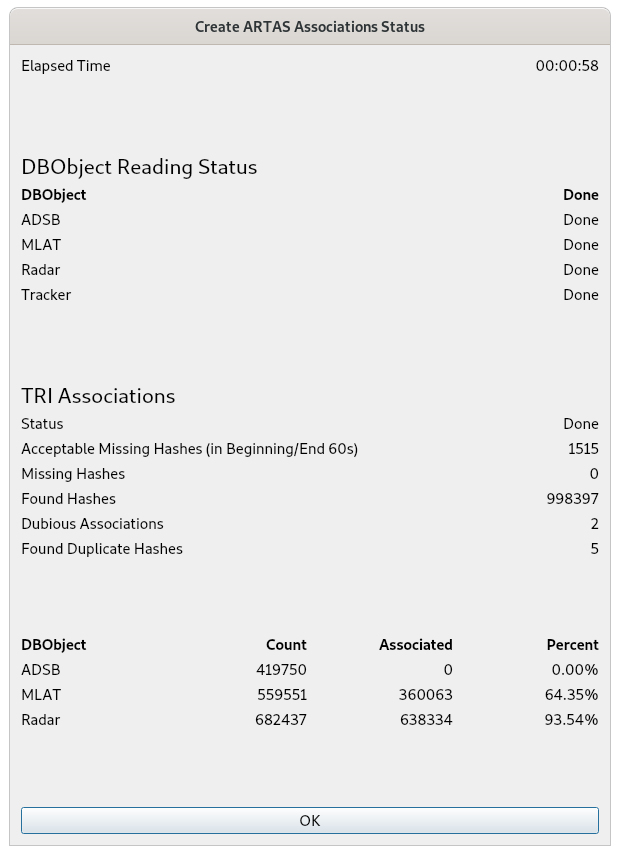 Create ARTAS Associations Status
Elapsed Time 00:00:58
DBObject Reading Status
DBObject Done
ADSB Done
MLAT Done
Radar Done
Tracker Done
TRI Associations
Status Done
Acceptable Missing Hashes (in Beginning/End 60s) 1515
Missing Hashes 0
Found Hashes 998397
Dubious Associations 2
Found Duplicate Hashes 5
DBObject Count Associated Percent
ADSB 419750 0 0.00%
MLAT 559551 360063 64.35%
Radar 682437 638334 93.54%
OK